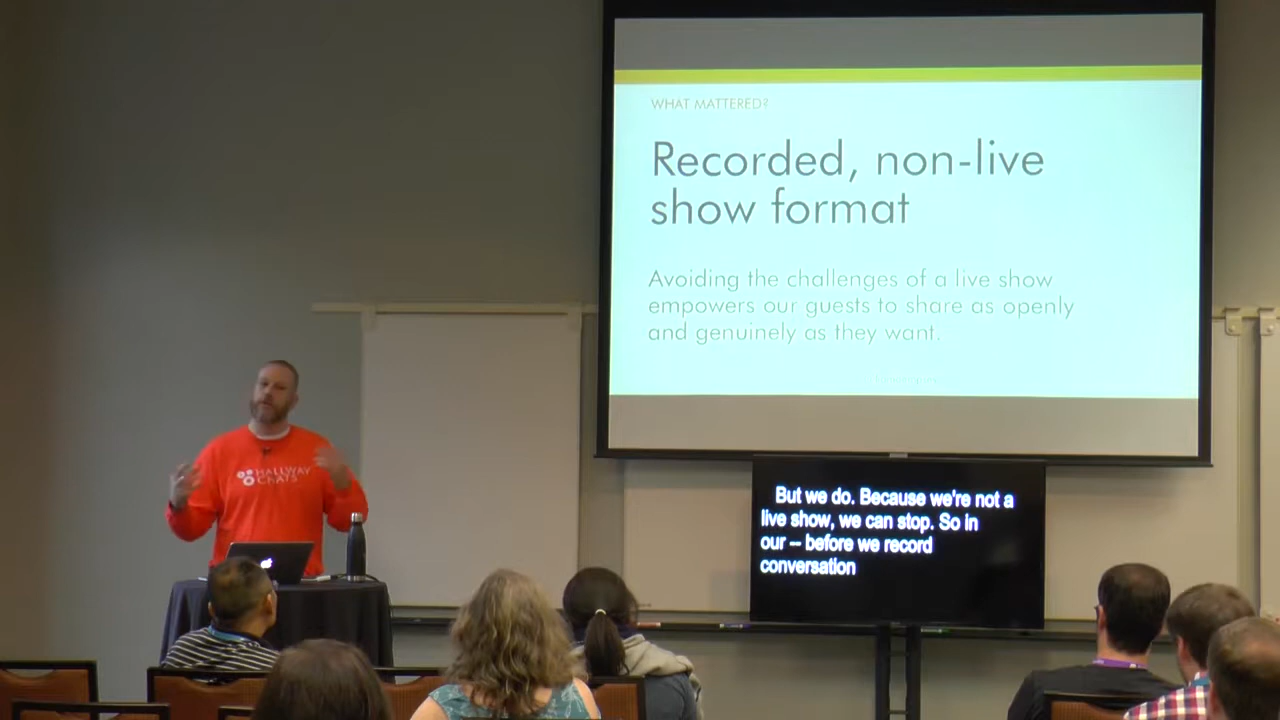 WHAT MATTERED?
Recorded, non-live
show format
Avoiding the challenges of a live show
empowers our guests to share as openly
and genuinely as they want.
HALLWAY
CHATS
But we do. Because we're not a
live show, we can stop. So in
our -- before we record
conversation